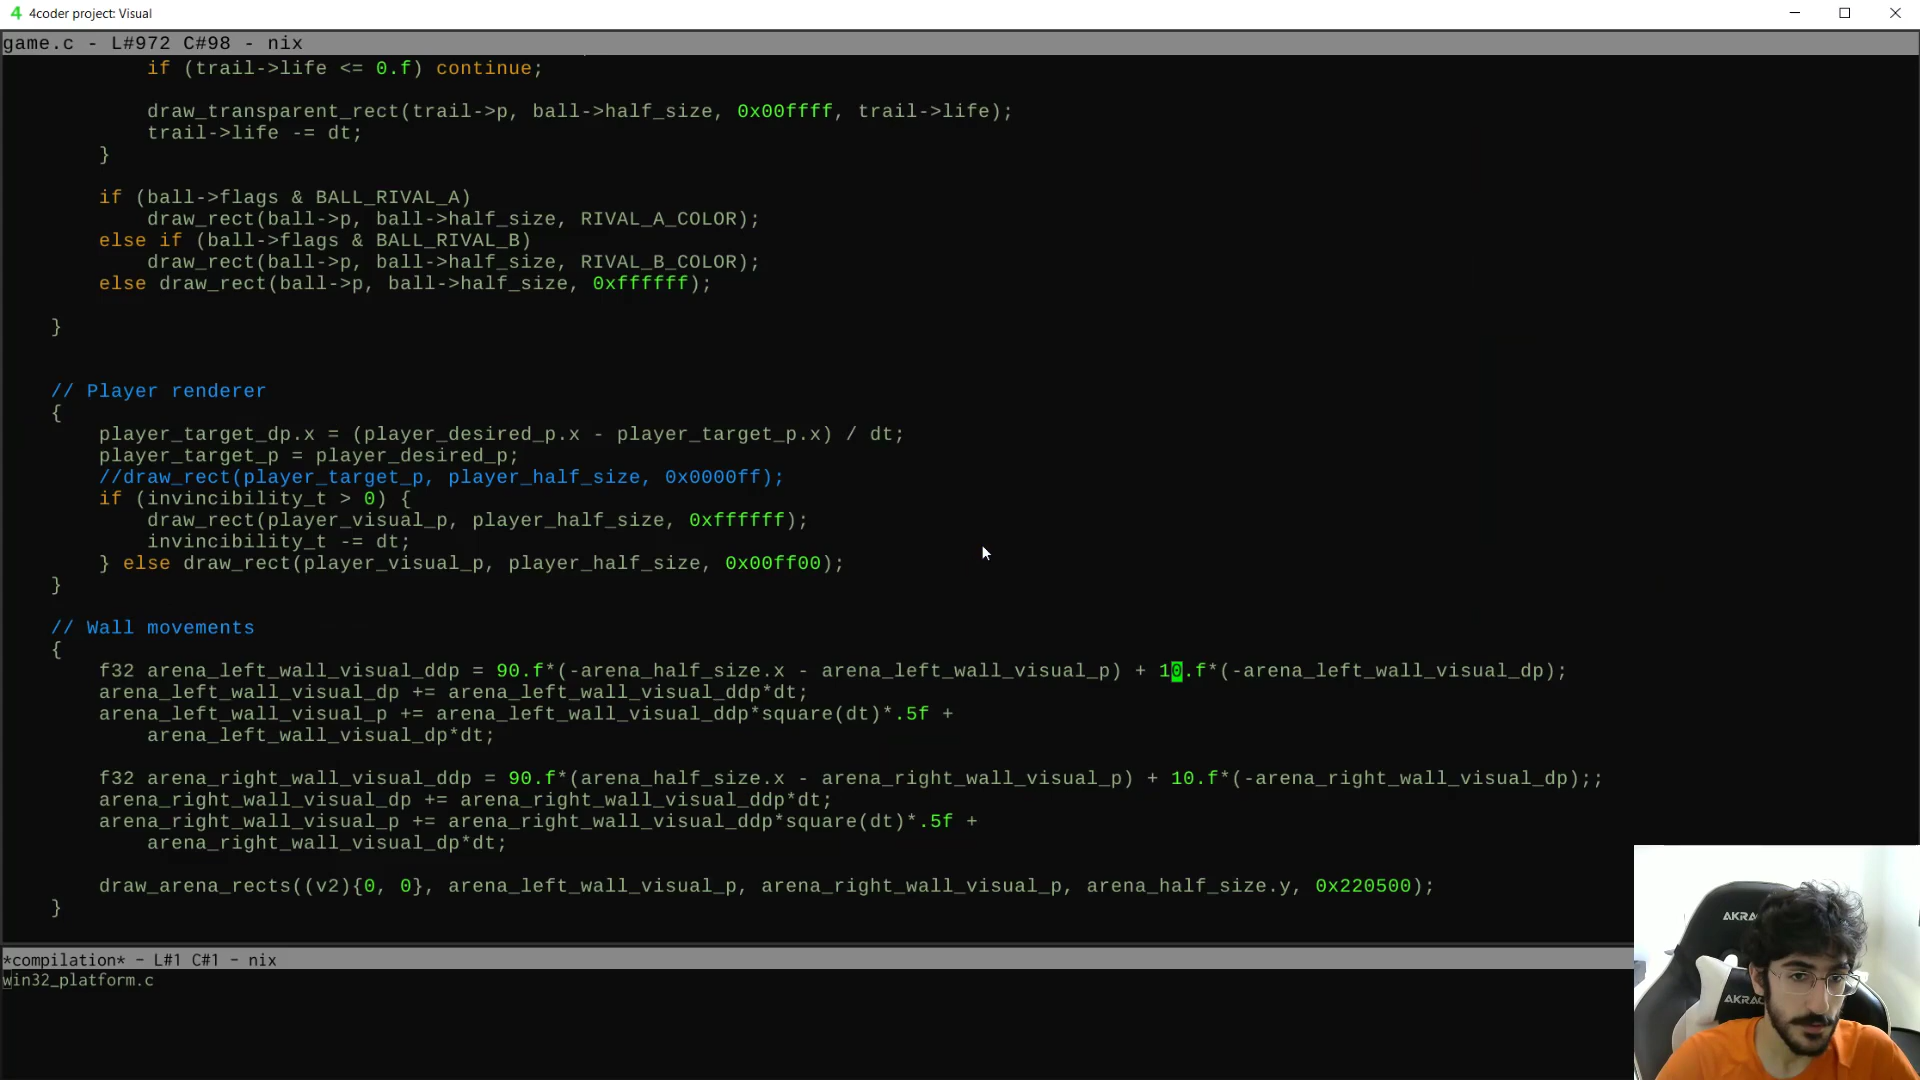 4 4coder project: Visual
game.c - L#972 C#98 - nix
if (trail->life <= 0.f) continue;
draw_transparent_rect(trail->p, ball->half_size, 0x00ffff, trail->life);
trail->life -= dt;
}
if (ball->flags & BALL_RIVAL_A)
draw_rect(ball->p, ball->half_size, RIVAL_A_COLOR);
else if (ball->flags & BALL_RIVAL_B)
draw_rect(ball->p, ball->half_size, RIVAL_B_COLOR);
else draw_rect(ball->p, ball->half_size, 0xffffff);
}
// Player renderer
{
player_target_dp.x = (player_desired_p.x - player_target_p.x) / dt;
player_target_p = player_desired_p;
//draw_rect(player_target_p, player_half_size, 0x0000ff);
if (invincibility_t > 0) {
draw_rect(player_visual_p, player_half_size, 0xffffff);
invincibility_t -= dt;
} else draw_rect(player_visual_p, player_half_size, 0x00ff00);
}
// Wall movements
{
f32 arena_left_wall_visual_ddp = 90.f*(-arena_half_size.x - arena_left_wall_visual_p) + 10.f*(-arena_left_wall_visual_dp);
arena_left_wall_visual_dp += arena_left_wall_visual_ddp*dt;
arena_left_wall_visual_p += arena_left_wall_visual_ddp*square(dt)*.5f +
arena_left_wall_visual_dp*dt;
f32 arena_right_wall_visual_ddp = 90.f*(arena_half_size.x - arena_right_wall_visual_p) + 10.f*(-arena_right_wall_visual_dp);;
arena_right_wall_visual_dp += arena_right_wall_visual_ddp*dt;
arena_right_wall_visual_p += arena_right_wall_visual_ddp*square(dt)*.5f +
arena_right_wall_visual_dp*dt;
draw_arena_rects((v2){0, 0}, arena_left_wall_visual_p, arena_right_wall_visual_p, arena_half_size.y, 0x220500);
}
*compilation* - L#1 C#1 - nix
win32_platform.c
AKRA
AKRAC